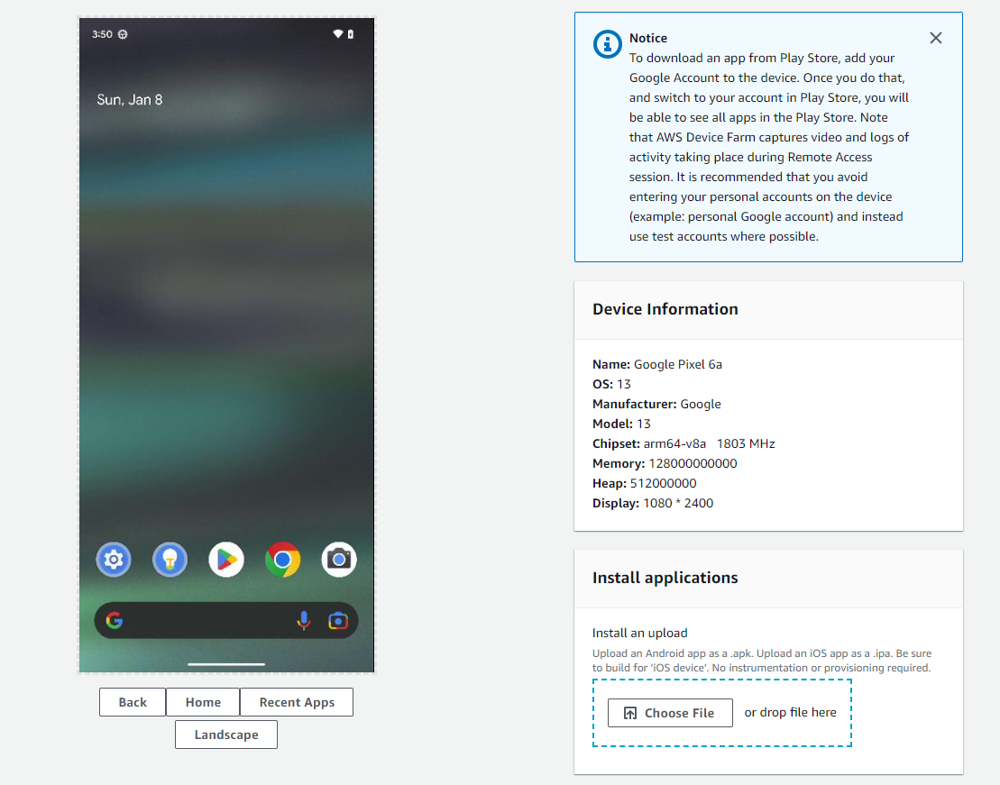 3:50
Sun, Jan 8
Back
Home
Recent Apps
Landscape
Notice
To download an app from Play Store, add your
Google Account to the device. Once you do that,
and switch to your account in Play Store, you will
be able to see all apps in the Play Store. Note
that AWS Device Farm captures video and logs of
activity taking place during Remote Access
session. It is recommended that you avoid
entering your personal accounts on the device
(example: personal Google account) and instead
use test accounts where possible.
Device Information
Name: Google Pixel 6a
OS: 13
Manufacturer: Google
Model: 13
Chipset: arm64-v8a 1803 MHz
Memory: 128000000000
Heap: 512000000
Display: 1080 * 2400
Install applications
Install an upload
Upload an Android app as a .apk. Upload an iOS app as a .ipa. Be sure
to build for ‘iOS device’. No instrumentation or provisioning required.
Choose File
or drop file here